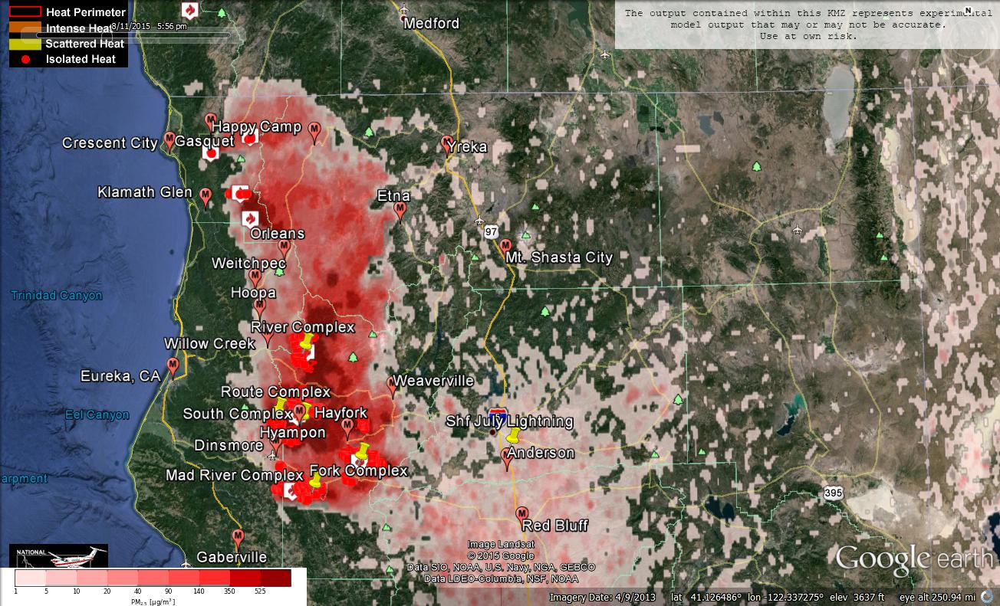 Heat Perimeter
Intense Heat
8/11/2015 5:56 pm
Scattered Heat
Isolated Heat
The output contained within this KMZ represents experimental
model output that may or may not be accurate.
Use at own risk.
N
Medford
Happy Camp
Crescent City
Gasquet
Yreka
Klamath Glen
Etna
97
Orleans
Mt. Shasta City
Weitchpec
Trinidad Canyon
Hoopa
River Complex
Willow Creek
Eureka, CA
Weaverville
Route Complex
Eel Canyon
South Complex
Hayfork
5
Shf July Lightning
Hyampon
Dinsmore
Anderson
Mad River Complex
Fork Complex
arpment
395
Red Bluff
Gaberville
NATIONAL
Image Landsat
© 2015 Google
Data SIO, NOAA, U.S. Navy, NGA, GEBCO
Data LDEO-Columbia, NSF, NOAA
Google earth
1 5 10 20 40 90 140 350 525
PM2.5 [µg/m³]
Imagery Date: 4/9/2013 lat 41.126486° lon -122.337275° elev 3637 ft eye alt 250.94 mi